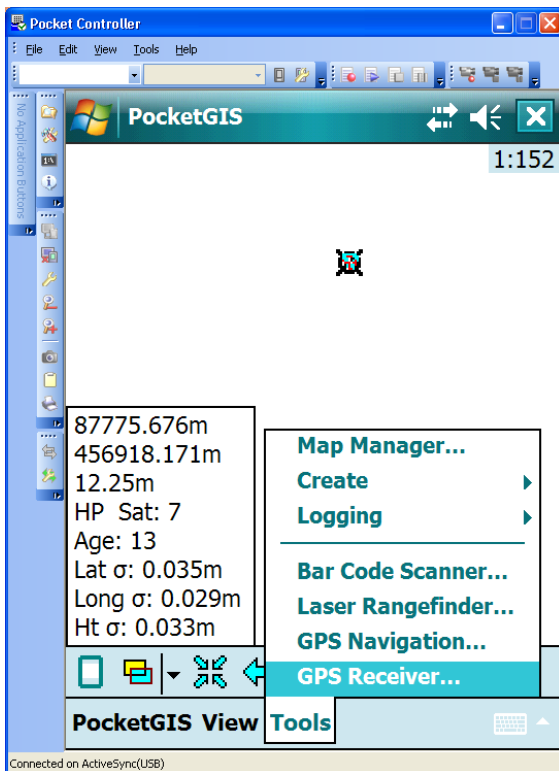 Pocket Controller
File Edit View Tools Help
No Application Buttons
PocketGIS
1:152
87775.676m
456918.171m
12.25m
HP Sat: 7
Age: 13
Lat σ: 0.035m
Long σ: 0.029m
Ht σ: 0.033m
Map Manager...
Create
Logging
Bar Code Scanner...
Laser Rangefinder...
GPS Navigation...
GPS Receiver...
PocketGIS View Tools
Connected on ActiveSync(USB)